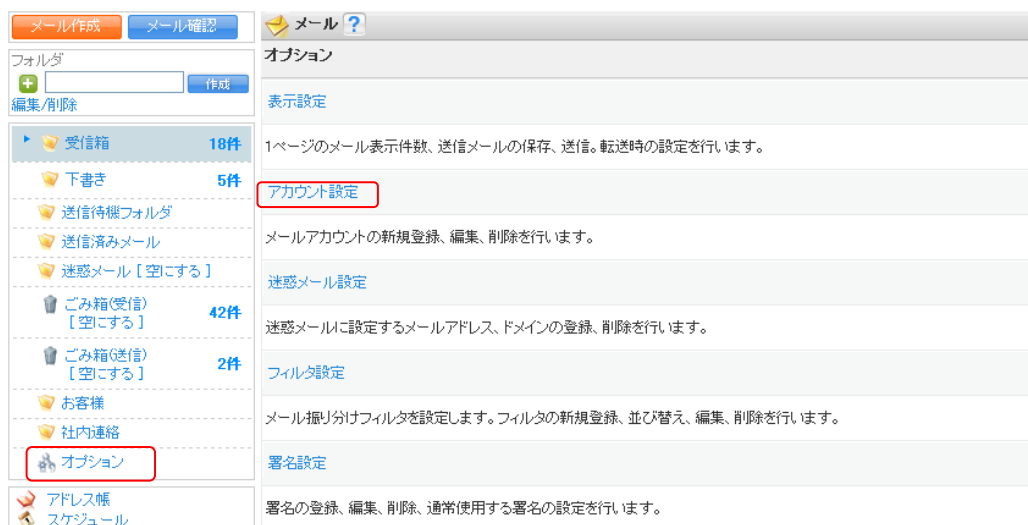 メール作成
メール確認
フォルダ
作成
編集/削除
受信箱 18件
下書き 5件
送信待機フォルダ
送信済みメール
迷惑メール [ 空にする ]
ごみ箱(受信)
[ 空にする ]
42件
ごみ箱(送信)
[ 空にする ]
2件
お客様
社内連絡
オプション
アドレス帳
スケジュール
メール ?
オプション
表示設定
1ページのメール表示件数、送信メールの保存、送信。転送時の設定を行います。
アカウント設定
メールアカウントの新規登録、編集、削除を行います。
迷惑メール設定
迷惑メールに設定するメールアドレス、ドメインの登録、削除を行います。
フィルタ設定
メール振り分けフィルタを設定します。フィルタの新規登録、並び替え、編集、削除を行います。
署名設定
署名の登録、編集、削除、通常使用する署名の設定を行います。